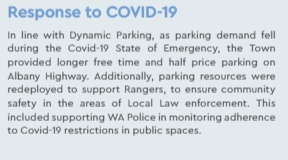 Response to COVID-19
In line with Dynamic Parking, as parking demand fell
during the Covid-19 State of Emergency, the Town
provided longer free time and half price parking on
Albany Highway. Additionally, parking resources were
redeployed to support Rangers, to ensure community
safety in the areas of Local Law enforcement. This
included supporting WA Police in monitoring adherence
to Covid-19 restrictions in public spaces.